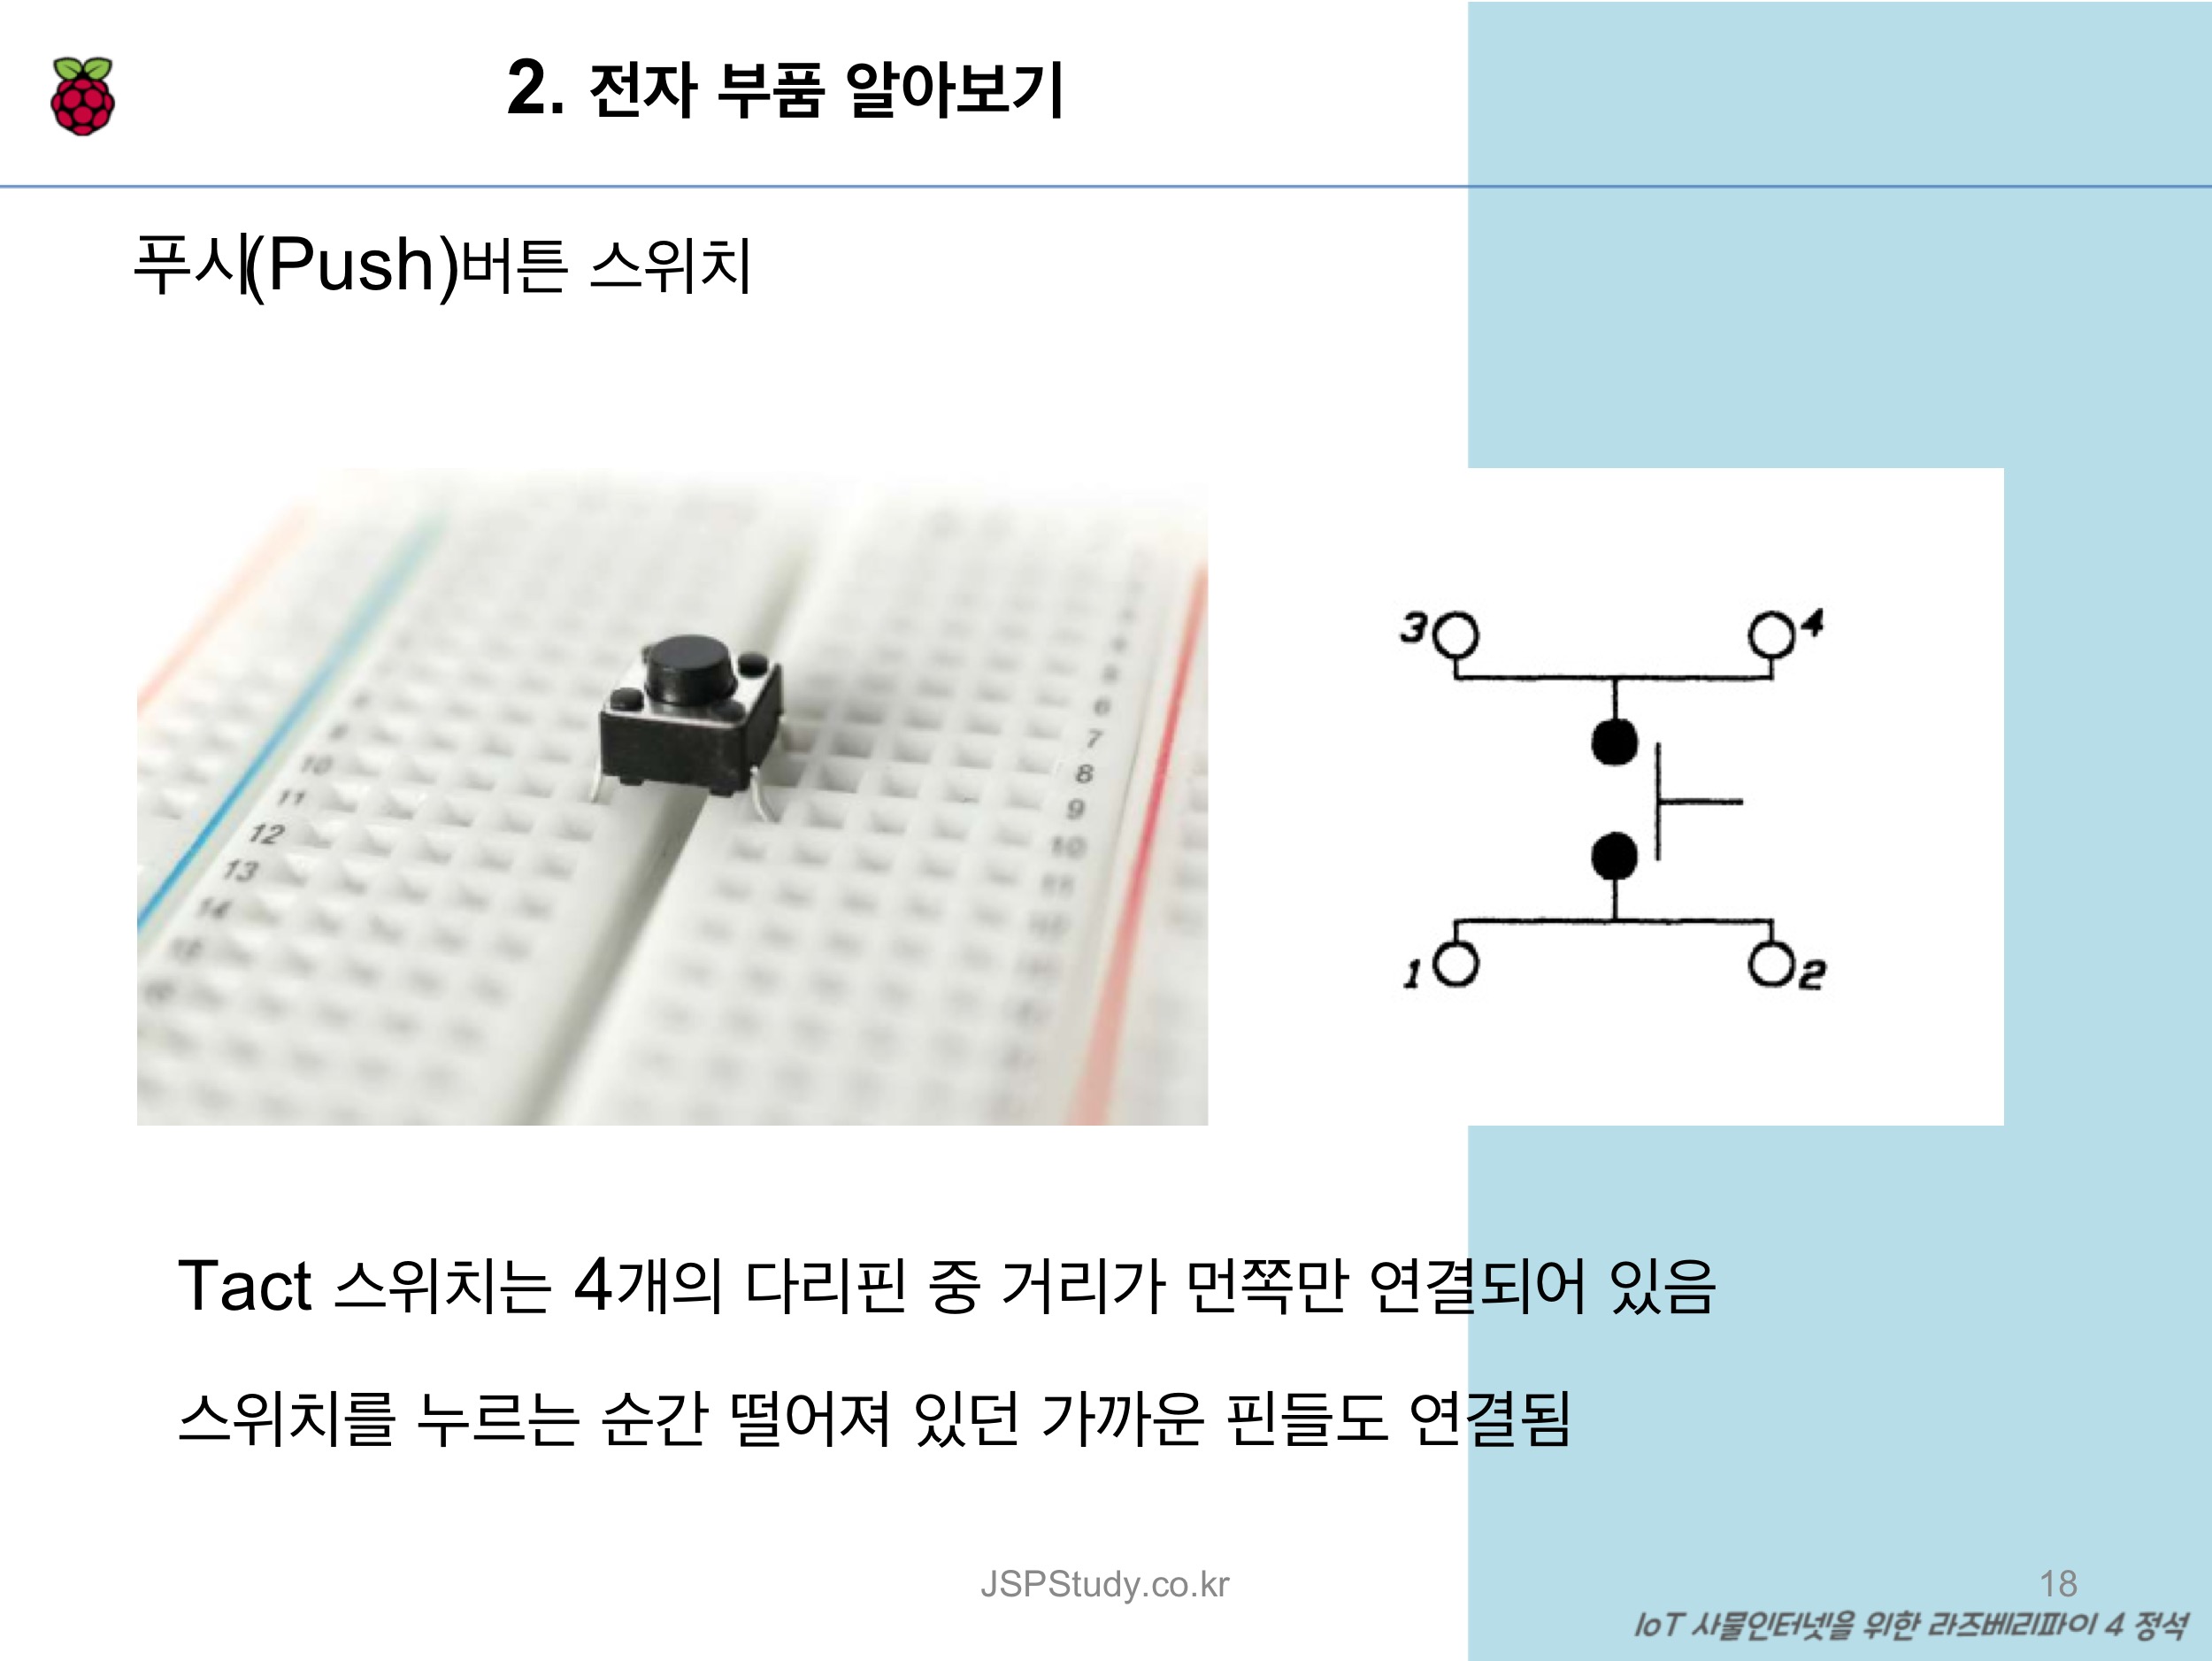 2. 전자 부품 알아보기
푸시(Push)버튼 스위치
6
7
8
9
10
11
10
11
12
13
14
3
4
1
2
Tact 스위치는 4개의 다리핀 중 거리가 먼쪽만 연결되어 있음
스위치를 누르는 순간 떨어져 있던 가까운 핀들도 연결됨
JSPStudy.co.kr
18
IoT 사물인터넷을 위한 라즈베리파이 4 정석